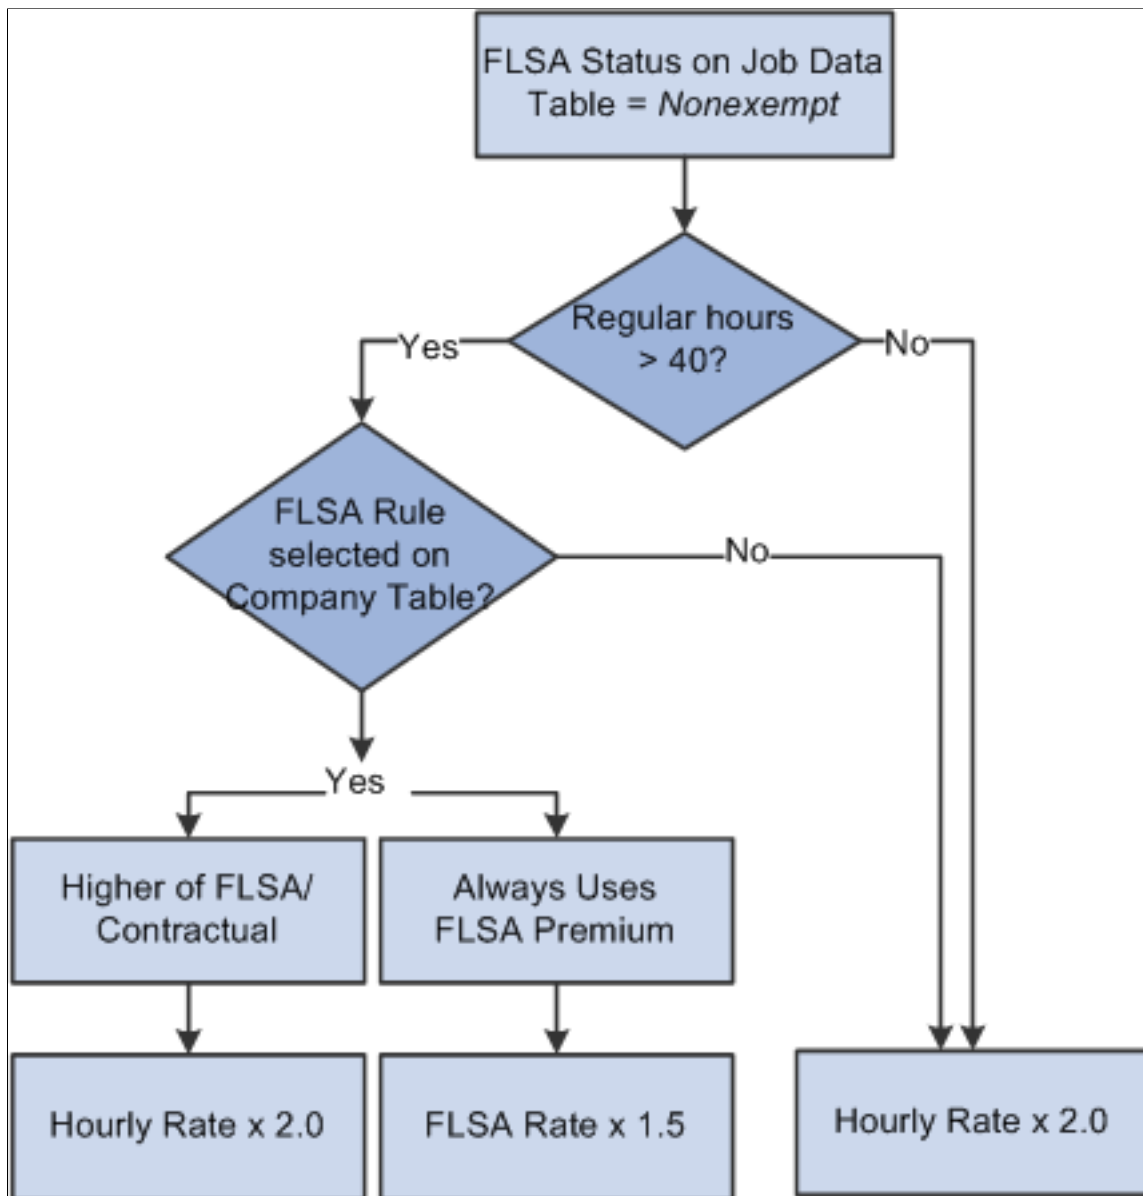 FLSA Status on Job Data
Table = Nonexempt
Regular hours
> 40?
Yes
No
FLSA Rule
selected on
Company Table?
No
Yes
Higher of FLSA/
Contractual
Always Uses
FLSA Premium
Hourly Rate x 2.0
FLSA Rate x 1.5
Hourly Rate x 2.0